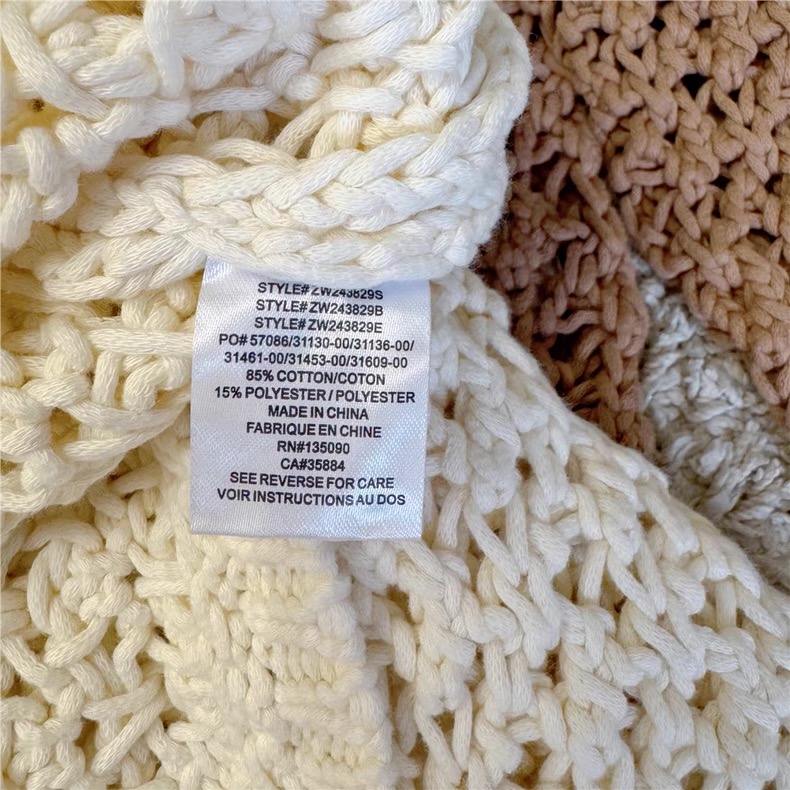 STYLE# ZW243829S
STYLE# ZW243829B
STYLE# ZW243829E
PO# 57086/31130-00/31136-00/
31461-00/31453-00/31609-00
85% COTTON/COTON
15% POLYESTER / POLYESTER
MADE IN CHINA
FABRIQUE EN CHINE
RN#135090
CA#35884
SEE REVERSE FOR CARE
VOIR INSTRUCTIONS AU DOS